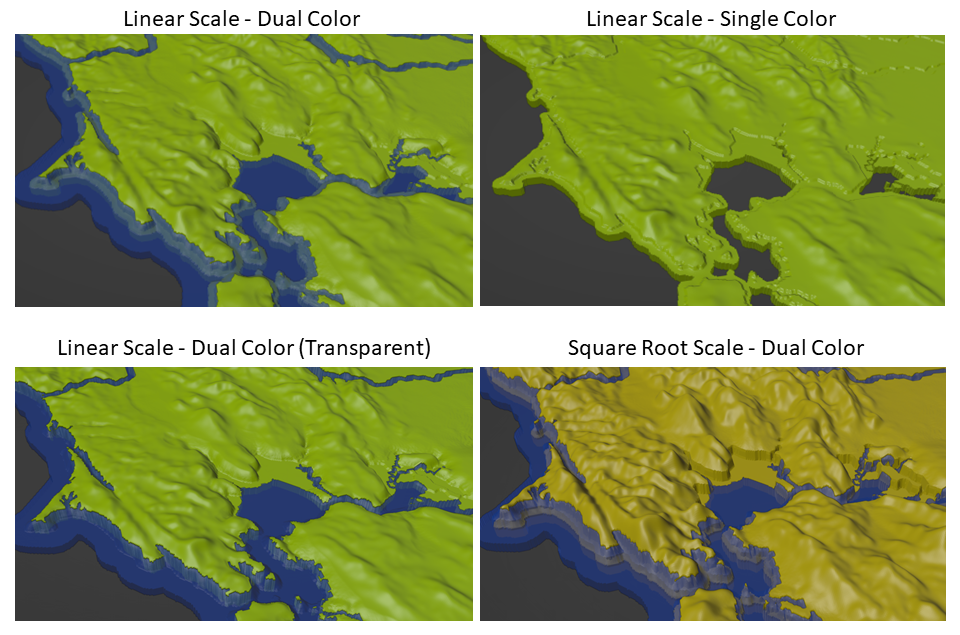 Linear Scale - Dual Color
Linear Scale - Single Color
Linear Scale - Dual Color (Transparent)
Square Root Scale - Dual Color